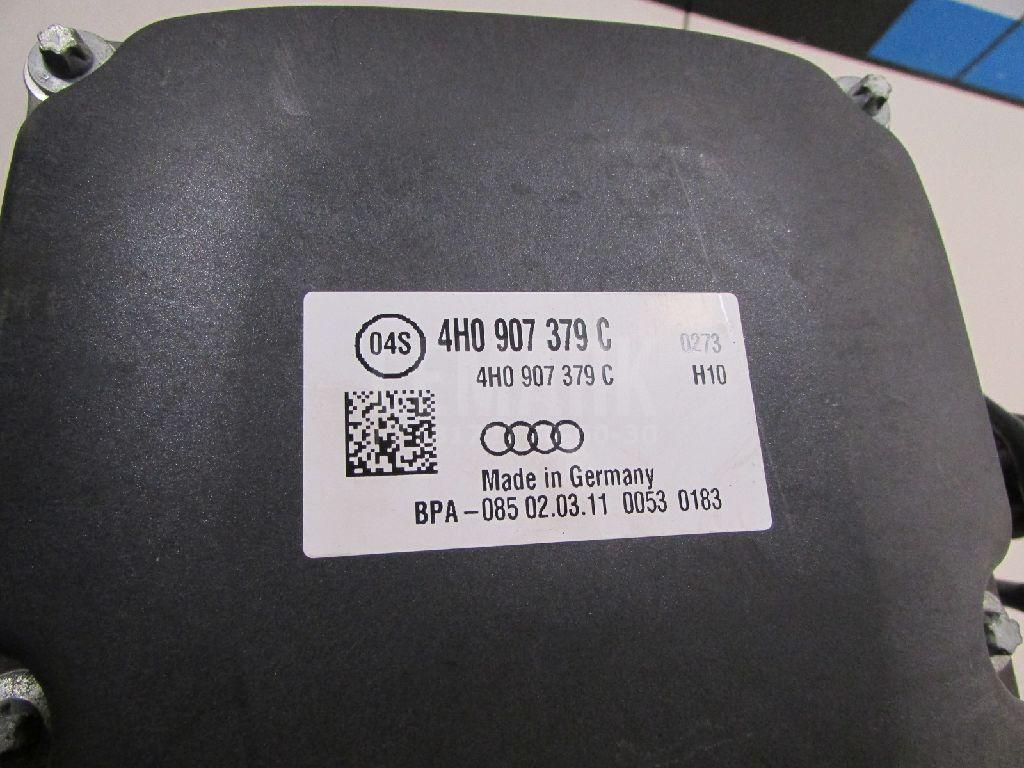 04S 4H0 907 379 C 0273
4H0 907 379 C H10
Made in Germany
BPA-085 02.03.11 0053 0183